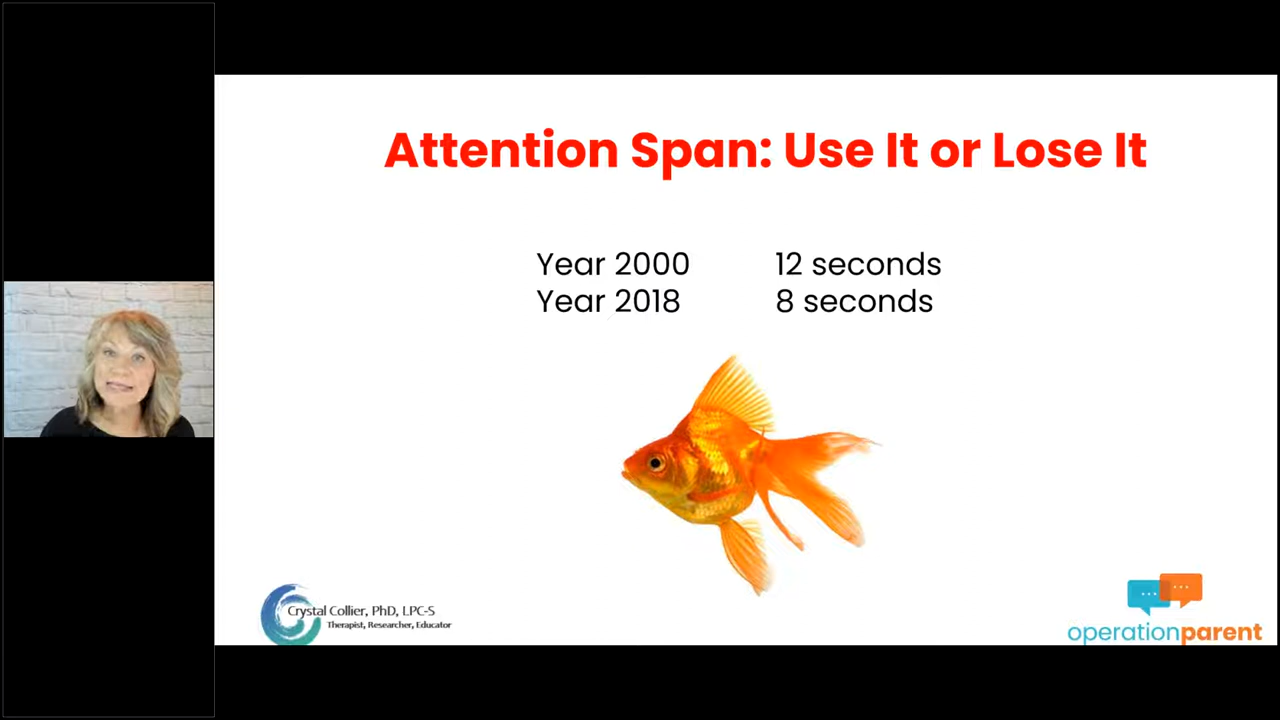 Attention Span: Use It or Lose It
Year 2000 12 seconds
Year 2018 8 seconds
Crystal Collier, PhD, LPC-S
Therapist, Researcher, Educator
operationparent